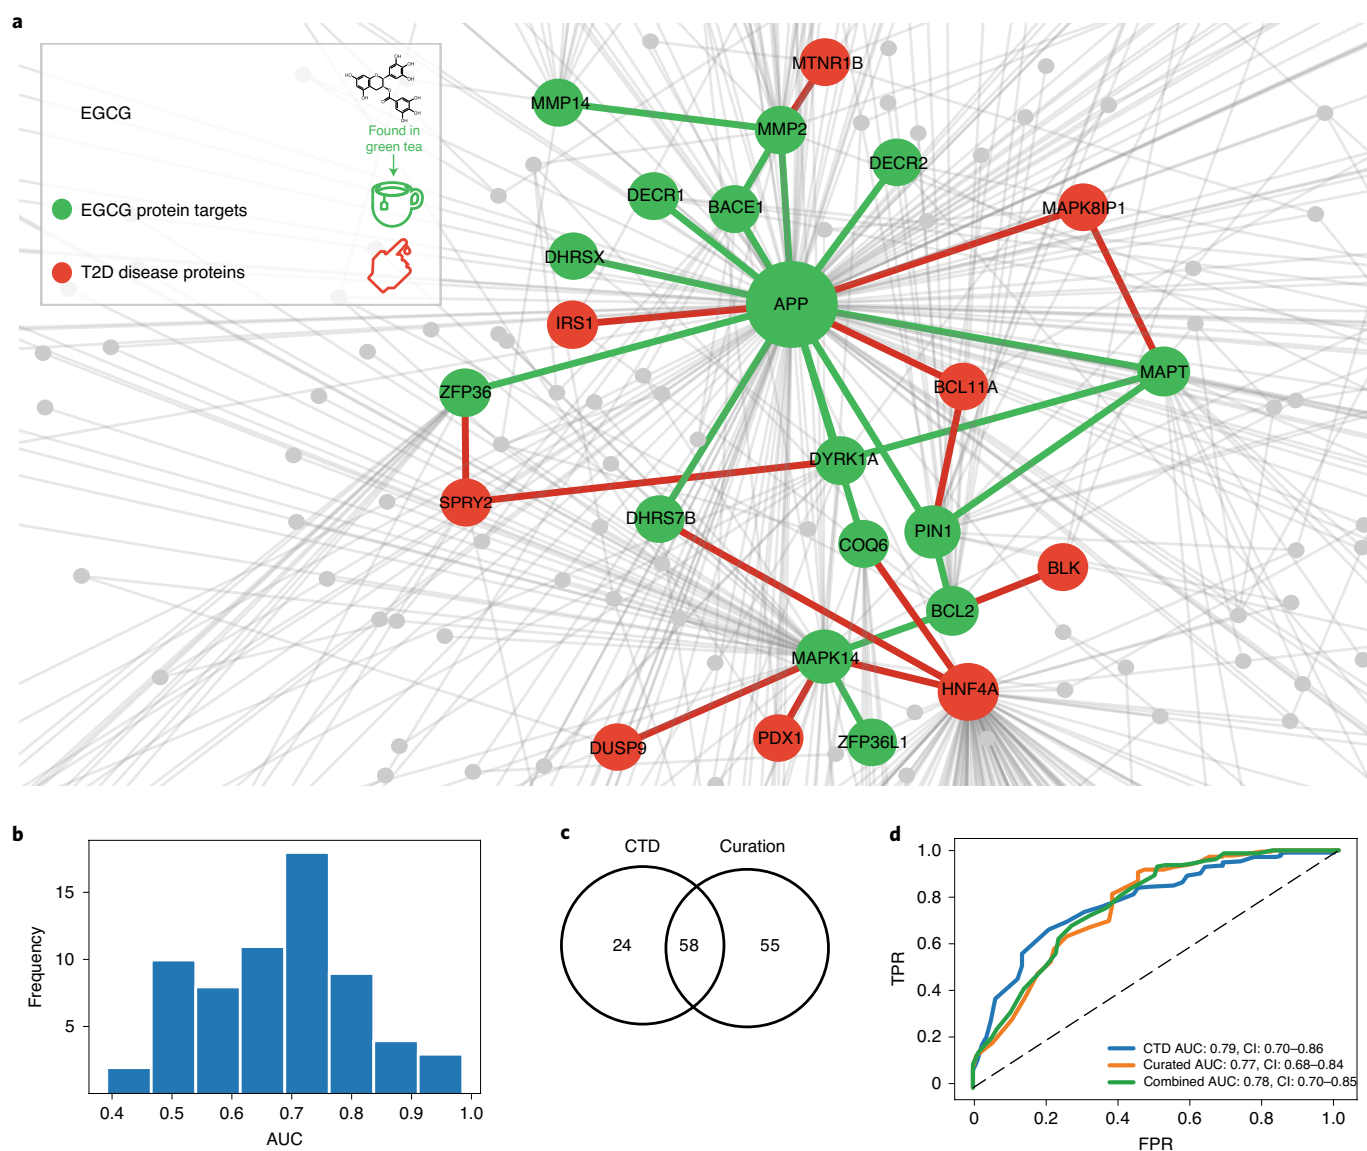 a
EGCG
Found in
green tea
EGCG protein targets
T2D disease proteins
MTNR1B
MMP14
MMP2
DECR2
DECR1
BACE1
MAPK8IP1
DHRSX
APP
IRS1
MAPT
ZFP36
BCL11A
DYRK1A
SPRY2
DHRS7B
PIN1
COQ6
BLK
BCL2
MAPK14
HNF4A
DUSP9
PDX1
ZFP36L1
b
Frequency
15
10
5
0.4 0.5 0.6 0.7 0.8 0.9 1.0
AUC
c
CTD Curation
24 58 55
d
TPR
1.0
0.8
0.6
0.4
0.2
0
CTD AUC: 0.79, CI: 0.70–0.86
Curated AUC: 0.77, CI: 0.68–0.84
Combined AUC: 0.78, CI: 0.70–0.85
0 0.2 0.4 0.6 0.8 1.0
FPR